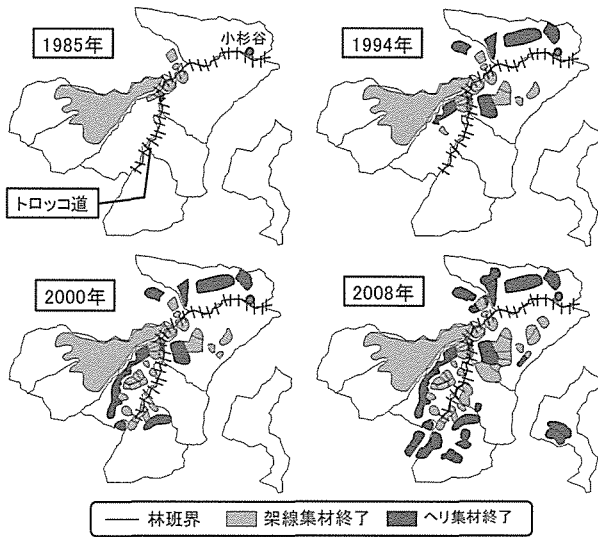 1985年
小杉谷
1994年
トロッコ道
2000年
2008年
林班界
架線集材終了
ヘリ集材終了